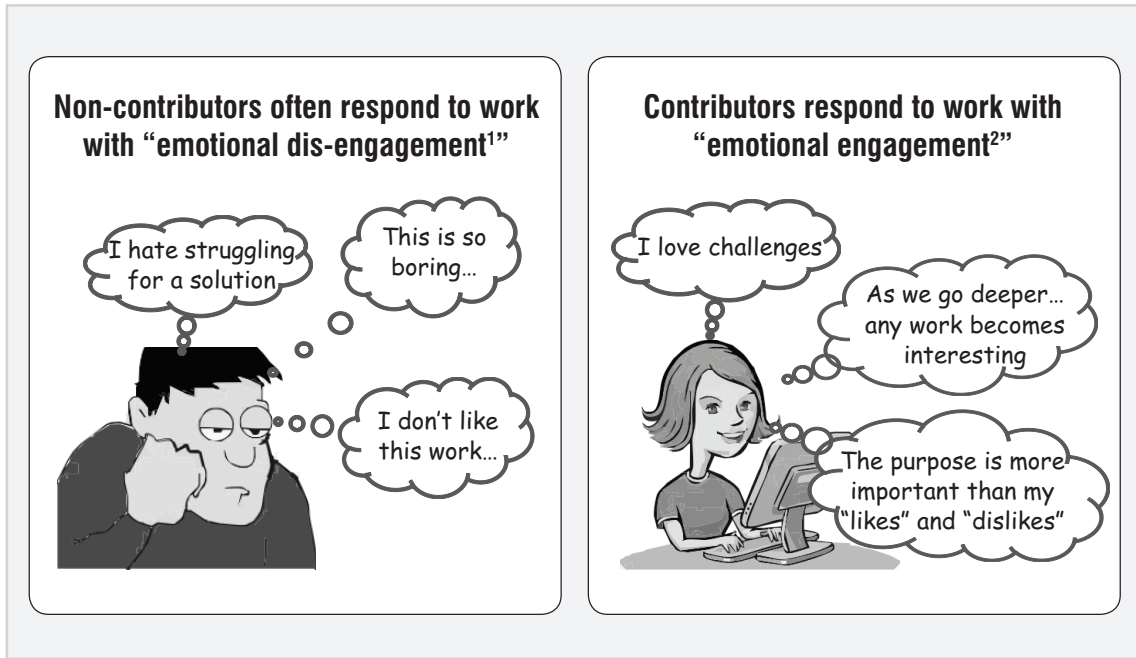 Non-contributors often respond to work
with “emotional dis-engagement¹”
I hate struggling
for a solution
This is so
boring…
I don’t like
this work…
Contributors respond to work with
“emotional engagement²”
I love challenges
As we go deeper…
any work becomes
interesting
The purpose is more
important than my
“likes” and “dislikes”